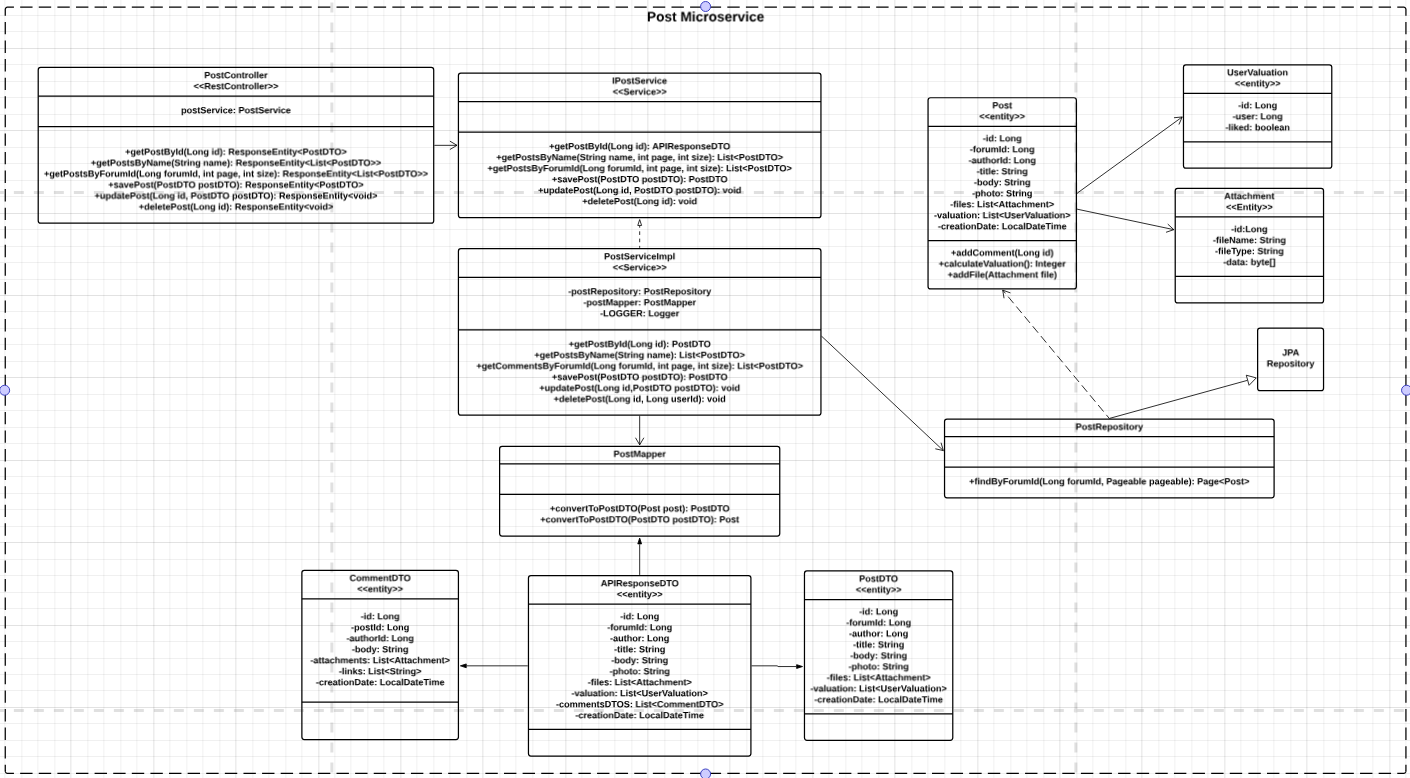 Post Microservice
PostController
<<RestController>>
postService: PostService
+getPostById(Long id): ResponseEntity<PostDTO>
+getPostsByName(String name): ResponseEntity<List<PostDTO>>
+getPostsByForumId(Long forumId, int page, int size): ResponseEntity<List<PostDTO>>
+savePost(PostDTO postDTO): ResponseEntity<PostDTO>
+updatePost(Long id, PostDTO postDTO): ResponseEntity<void>
+deletePost(Long id): ResponseEntity<void>
IPostService
<<Service>>
+getPostById(Long id): APIResponseDTO
+getPostsByName(String name, int page, int size): List<PostDTO>
+getPostsByForumId(Long forumId, int page, int size): List<PostDTO>
+savePost(PostDTO postDTO): PostDTO
+updatePost(Long id, PostDTO postDTO): void
+deletePost(Long id): void
Post
<<entity>>
-id: Long
-forumId: Long
-authorId: Long
-title: String
-body: String
-photo: String
-files: List<Attachment>
-valuation: List<UserValuation>
-creationDate: LocalDateTime
+addComment(Long id)
+calculateValuation(): Integer
+addFile(Attachment file)
UserValuation
<<entity>>
-id: Long
-user: Long
-liked: boolean
Attachment
<<Entity>>
-id:Long
-fileName: String
-fileType: String
-data: byte[]
PostServiceImpl
<<Service>>
-postRepository: PostRepository
-postMapper: PostMapper
-LOGGER: Logger
+getPostById(Long id): PostDTO
+getPostsByName(String name): List<PostDTO>
+getCommentsByForumId(Long forumId, int page, int size): List<PostDTO>
+savePost(PostDTO postDTO): PostDTO
+updatePost(Long id,PostDTO postDTO): void
+deletePost(Long id, Long userId): void
JPA
Repository
PostRepository
+findByForumId(Long forumId, Pageable pageable): Page<Post>
PostMapper
+convertToPostDTO(Post post): PostDTO
+convertToPostDTO(PostDTO postDTO): Post
CommentDTO
<<entity>>
-id: Long
-postId: Long
-authorId: Long
-body: String
-attachments: List<Attachment>
-links: List<String>
-creationDate: LocalDateTime
APIResponseDTO
<<entity>>
-id: Long
-forumId: Long
-author: Long
-title: String
-body: String
-photo: String
-files: List<Attachment>
-valuation: List<UserValuation>
-commentsDTOS: List<CommentDTO>
-creationDate: LocalDateTime
PostDTO
<<entity>>
-id: Long
-forumId: Long
-author: Long
-title: String
-body: String
-photo: String
-files: List<Attachment>
-valuation: List<UserValuation>
-creationDate: LocalDateTime